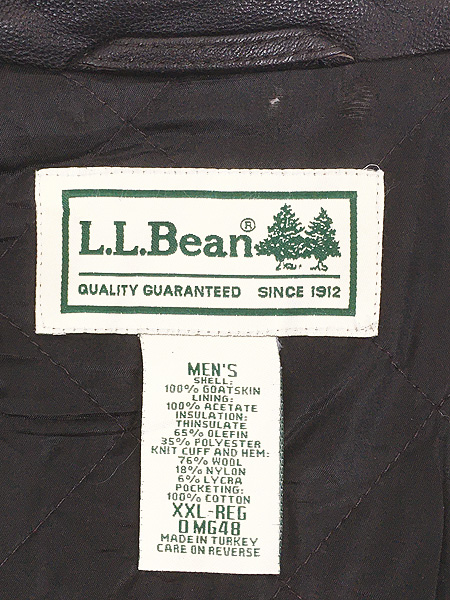 L.L.Bean®
QUALITY GUARANTEED SINCE 1912
MEN'S
SHELL:
100% GOATSKIN
LINING:
100% ACETATE
INSULATION:
THINSULATE
65% OLEFIN
35% POLYESTER
KNIT CUFF AND HEM:
76% WOOL
18% NYLON
6% LYCRA
POCKETING:
100% COTTON
XXL-REG
0 MG48
MADE IN TURKEY
CARE ON REVERSE